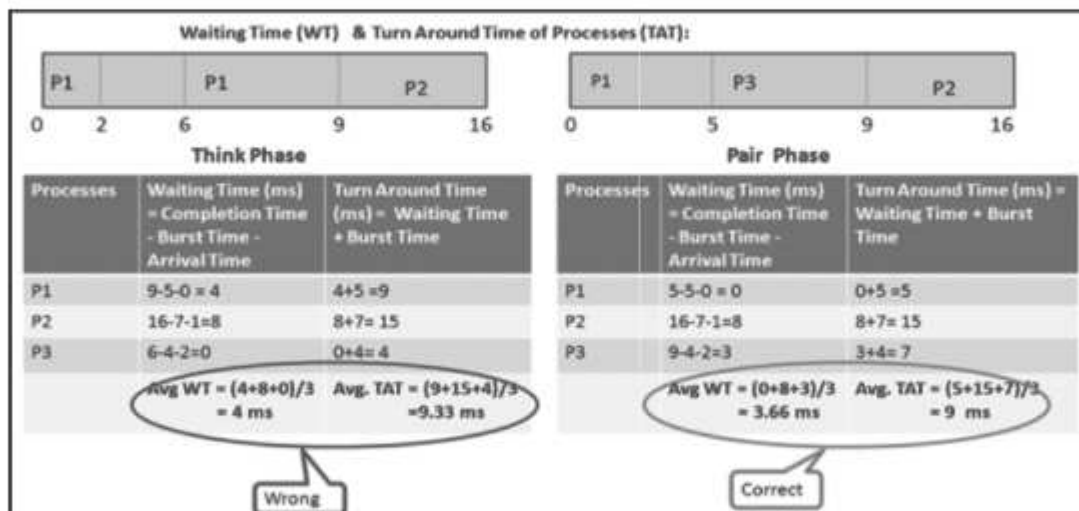 Waiting Time (WT) & Turn Around Time of Processes (TAT):
P1 P1 P2
0 2 6 9 16
Think Phase
Processes Waiting Time (ms) = Completion Time - Burst Time - Arrival Time Turn Around Time (ms) = Waiting Time + Burst Time
P1 9-5-0 = 4 4+5 =9
P2 16-7-1=8 8+7= 15
P3 6-4-2=0 0+4= 4
Avg WT = (4+8+0)/3 = 4 ms Avg. TAT = (9+15+4)/3 =9.33 ms
Wrong
P1 P3 P2
0 5 9 16
Pair Phase
Processes Waiting Time (ms) = Completion Time - Burst Time - Arrival Time Turn Around Time (ms) = Waiting Time + Burst Time
P1 5-5-0 = 0 0+5 =5
P2 16-7-1=8 8+7= 15
P3 9-4-2=3 3+4= 7
Avg WT = (0+8+3)/3 = 3.66 ms Avg. TAT = (5+15+7)/3 = 9 ms
Correct